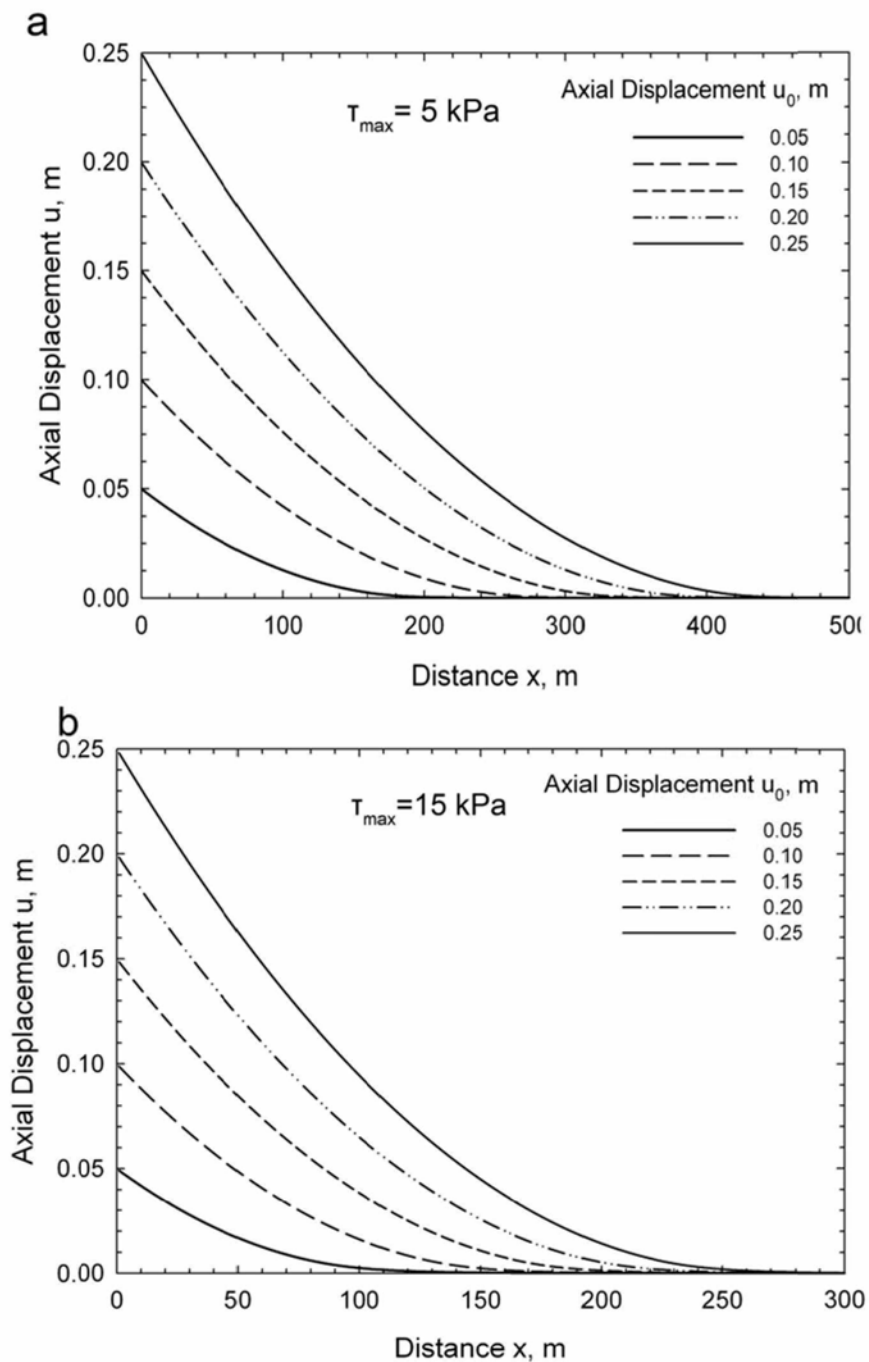 a
Axial Displacement u, m
0.25
0.20
0.15
0.10
0.05
0.00
τmax= 5 kPa
Axial Displacement u0, m
0.05
0.10
0.15
0.20
0.25
0 100 200 300 400 500
Distance x, m
b
Axial Displacement u, m
0.25
0.20
0.15
0.10
0.05
0.00
τmax=15 kPa
Axial Displacement u0, m
0.05
0.10
0.15
0.20
0.25
0 50 100 150 200 250 300
Distance x, m